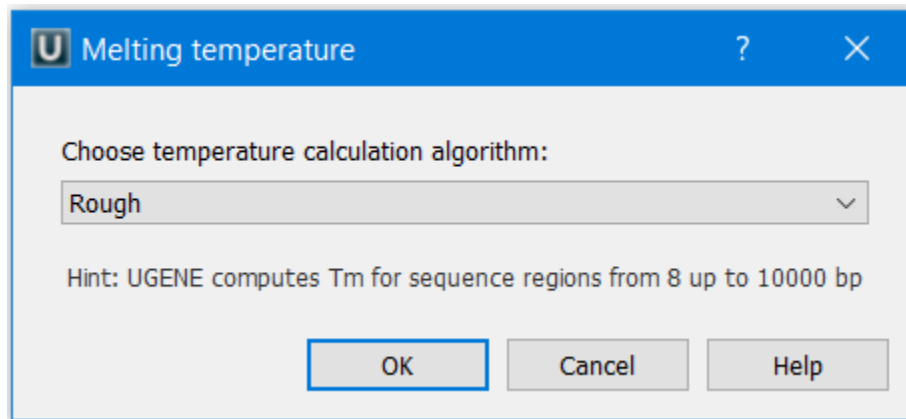 U Melting temperature ?
Choose temperature calculation algorithm:
Rough
Hint: UGENE computes Tm for sequence regions from 8 up to 10000 bp
OK Cancel Help